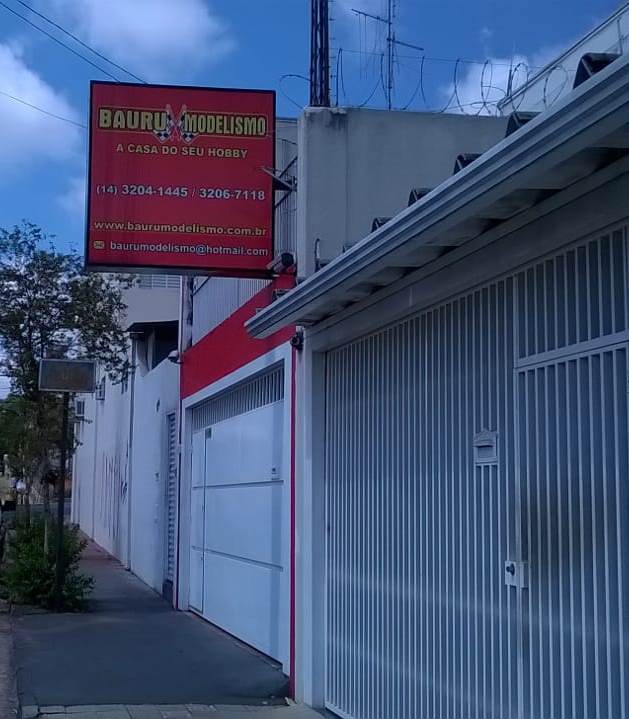 BAURU MODELISMO
A CASA DO SEU HOBBY
(14) 3204-1445 / 3206-7118
www.baurumodelismo.com.br
baurumodelismo@hotmail.com